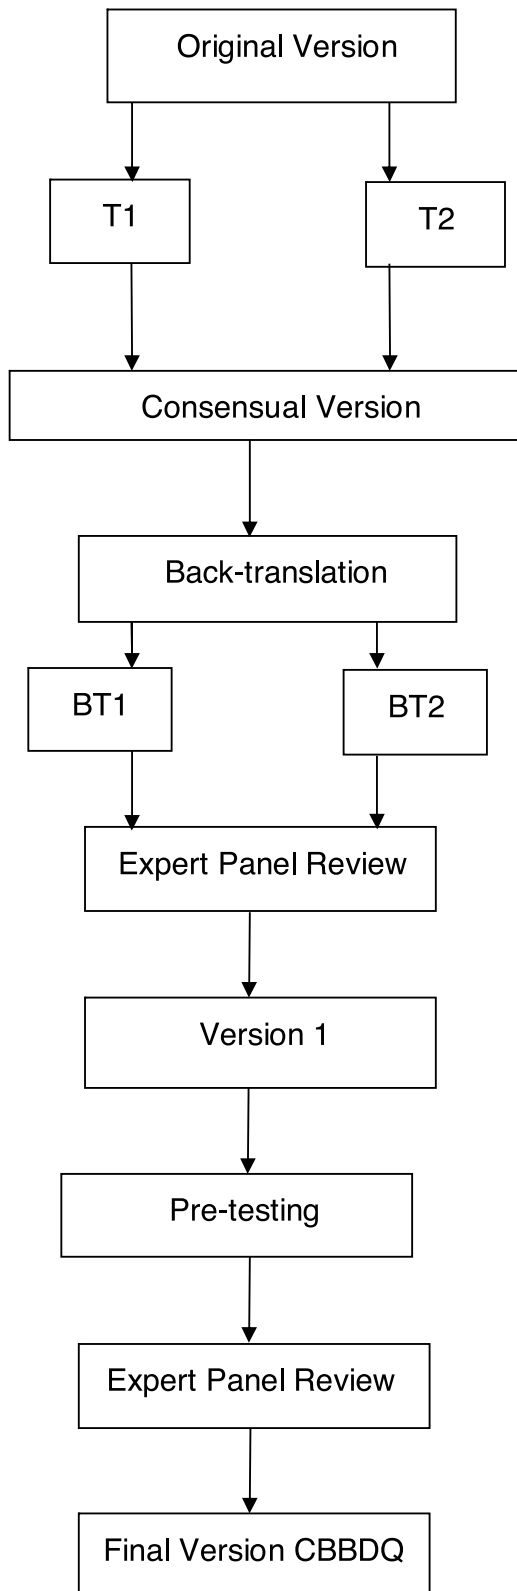 Original Version
T1
T2
Consensual Version
Back-translation
BT1
BT2
Expert Panel Review
Version 1
Pre-testing
Expert Panel Review
Final Version CBBDQ